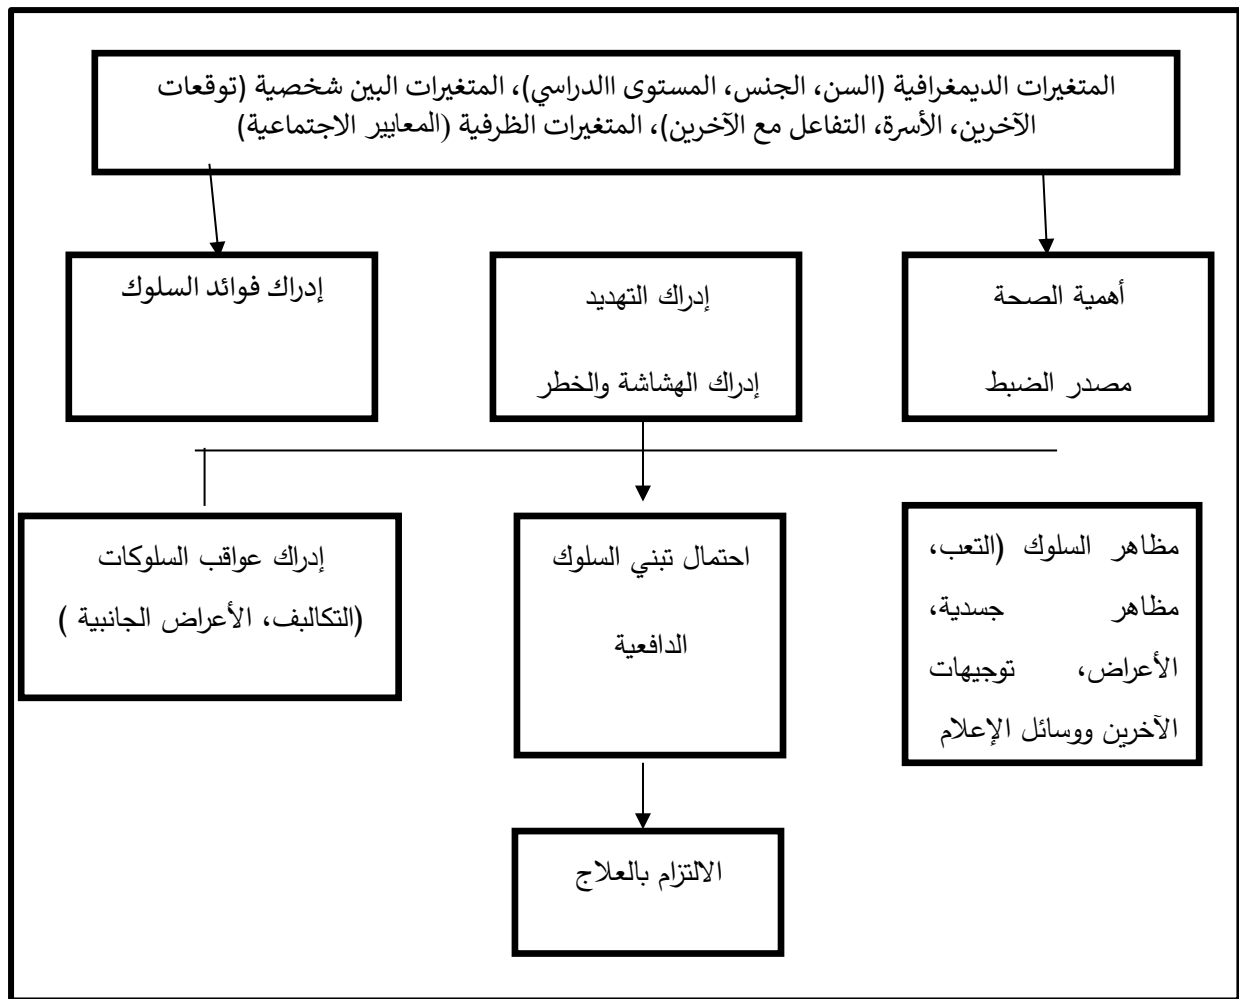 المتغيرات الديمغرافية (السن، الجنس، المستوى االدراسي)، المتغيرات البين شخصية (توقعات
الآخرين، الأسرة، التفاعل مع الآخرين)، المتغيرات الظرفية (المعايير الاجتماعية)
أهمية الصحة
مصدر الضبط
إدراك التهديد
إدراك الهشاشة والخطر
إدراك فوائد السلوك
مظاهر السلوك (التعب،
مظاهر جسدية،
الأعراض، توجيهات
الآخرين ووسائل الإعلام
احتمال تبني السلوك
الدافعية
إدراك عواقب السلوكات
(التكالبف، الأعراض الجانبية )
الالتزام بالعلاج